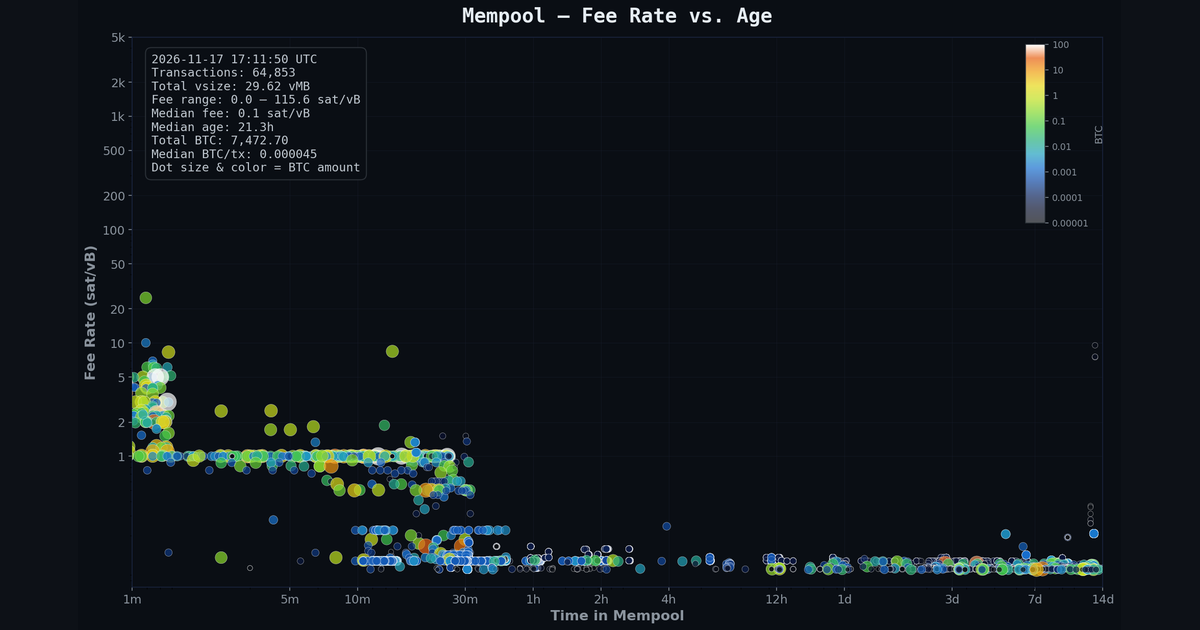 Mempool — Fee Rate vs. Age
2026-11-17 17:11:50 UTC
Transactions: 64,853
Total vsize: 29.62 vMB
Fee range: 0.0 – 115.6 sat/vB
Median fee: 0.1 sat/vB
Median age: 21.3h
Total BTC: 7,472.70
Median BTC/tx: 0.000045
Dot size & color = BTC amount
100
10
1
0.1
0.01
0.001
0.0001
0.00001
BTC
Fee Rate (sat/vB)
5k
2k
1k
500
200
100
50
20
10
5
2
1
1m 5m 10m 30m 1h 2h 4h 12h 1d 3d 7d 14d
Time in Mempool